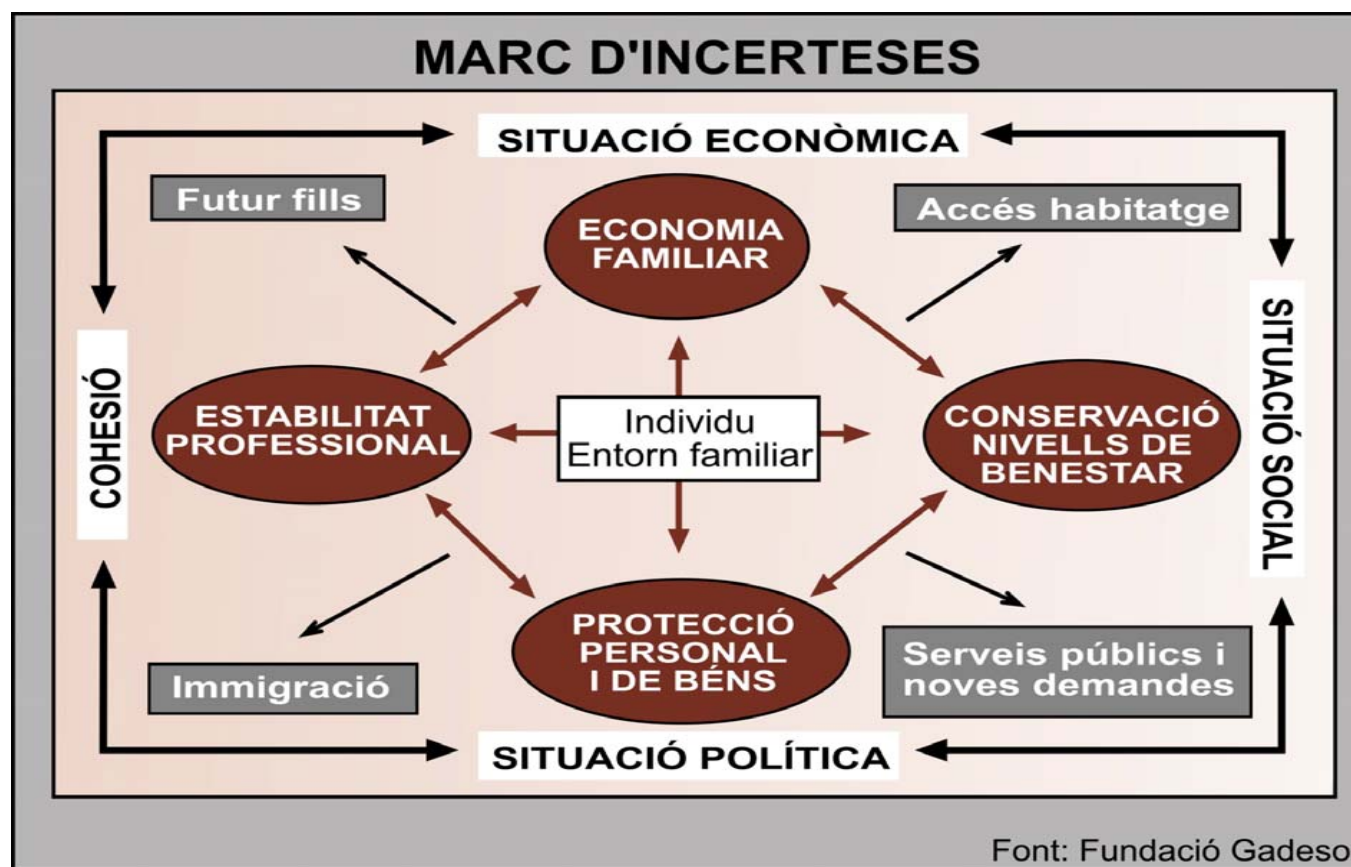 MARC D'INCERTESES
SITUACIÓ ECONÒMICA
Futur fills
ECONOMIA
FAMILIAR
Accés habitatge
COHESIÓ
ESTABILITAT
PROFESSIONAL
Individu
Entorn familiar
CONSERVACIÓ
NIVELLS DE
BENESTAR
SITUACIÓ SOCIAL
Immigració
PROTECCIÓ
PERSONAL
I DE BÉNS
Serveis públics i
noves demandes
SITUACIÓ POLÍTICA
Font: Fundació Gadeso